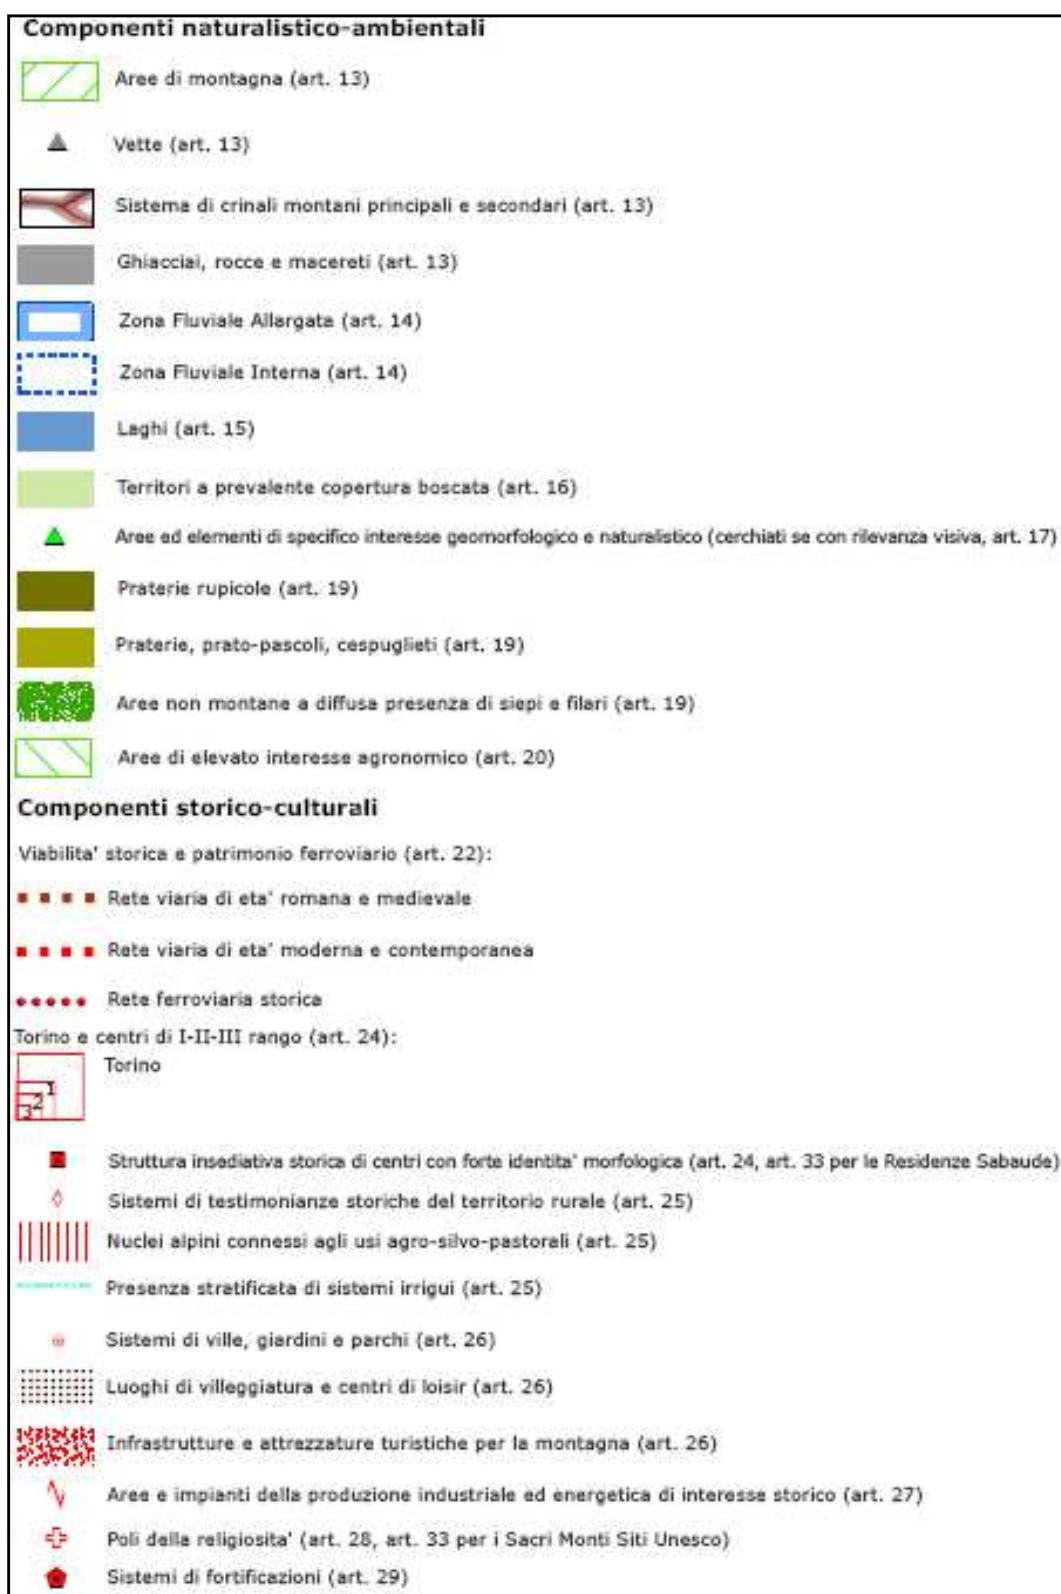 Componenti naturalistico-ambientali
Aree di montagna (art. 13)
Vette (art. 13)
Sistema di crinali montani principali e secondari (art. 13)
Ghiacciai, rocce e macereti (art. 13)
Zona Fluviale Allargata (art. 14)
Zona Fluviale Interna (art. 14)
Laghi (art. 15)
Territori a prevalente copertura boscata (art. 16)
Aree ed elementi di specifico interesse geomorfologico e naturalistico (cerchiati se con rilevanza visiva, art. 17)
Praterie rupicole (art. 19)
Praterie, prato-pascoli, cespuglieti (art. 19)
Aree non montane a diffusa presenza di siepi e filari (art. 19)
Aree di elevato interesse agronomico (art. 20)
Componenti storico-culturali
Viabilita' storica e patrimonio ferroviario (art. 22):
Rete viaria di eta' romana e medievale
Rete viaria di eta' moderna e contemporanea
Rete ferroviaria storica
Torino e centri di I-II-III rango (art. 24):
Torino
1
2
3
Struttura insediativa storica di centri con forte identita' morfologica (art. 24, art. 33 per le Residenze Sabaude)
Sistemi di testimonianze storiche del territorio rurale (art. 25)
Nuclei alpini connessi agli usi agro-silvo-pastorali (art. 25)
Presenza stratificata di sistemi irrigui (art. 25)
Sistemi di ville, giardini e parchi (art. 26)
Luoghi di villeggiatura e centri di loisir (art. 26)
Infrastrutture e attrezzature turistiche per la montagna (art. 26)
Aree e impianti della produzione industriale ed energetica di interesse storico (art. 27)
Poli della religiosita' (art. 28, art. 33 per i Sacri Monti Siti Unesco)
Sistemi di fortificazioni (art. 29)